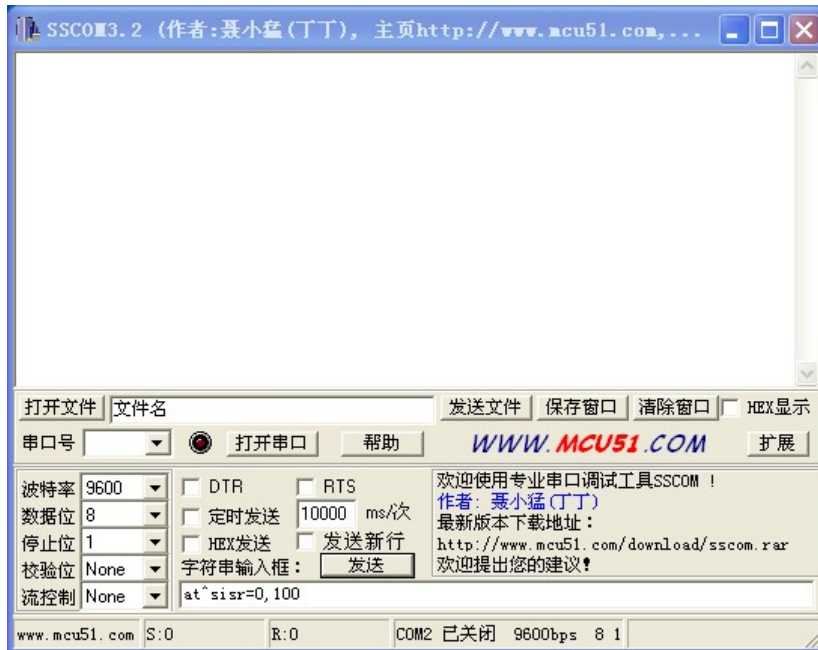 SSCOM3.2 (作者:聂小猛(丁丁), 主页http://www.mcu51.com,...
打开文件 文件名 发送文件 保存窗口 清除窗口 HEX显示
串口号 打开串口 帮助 WWW.MCU51.COM 扩展
波特率 9600 DTR RTS 欢迎使用专业串口调试工具SSCOM !
作者: 聂小猛(丁丁)
数据位 8 定时发送 10000 ms/次 最新版本下载地址:
停止位 1 HEX发送 发送新行 http://www.mcu51.com/download/sscom.rar
校验位 None 字符串输入框: 发送 欢迎提出您的建议!
流控制 None at^sisr=0,100
www.mcu51.com S:0 R:0 COM2 已关闭 9600bps 8 1